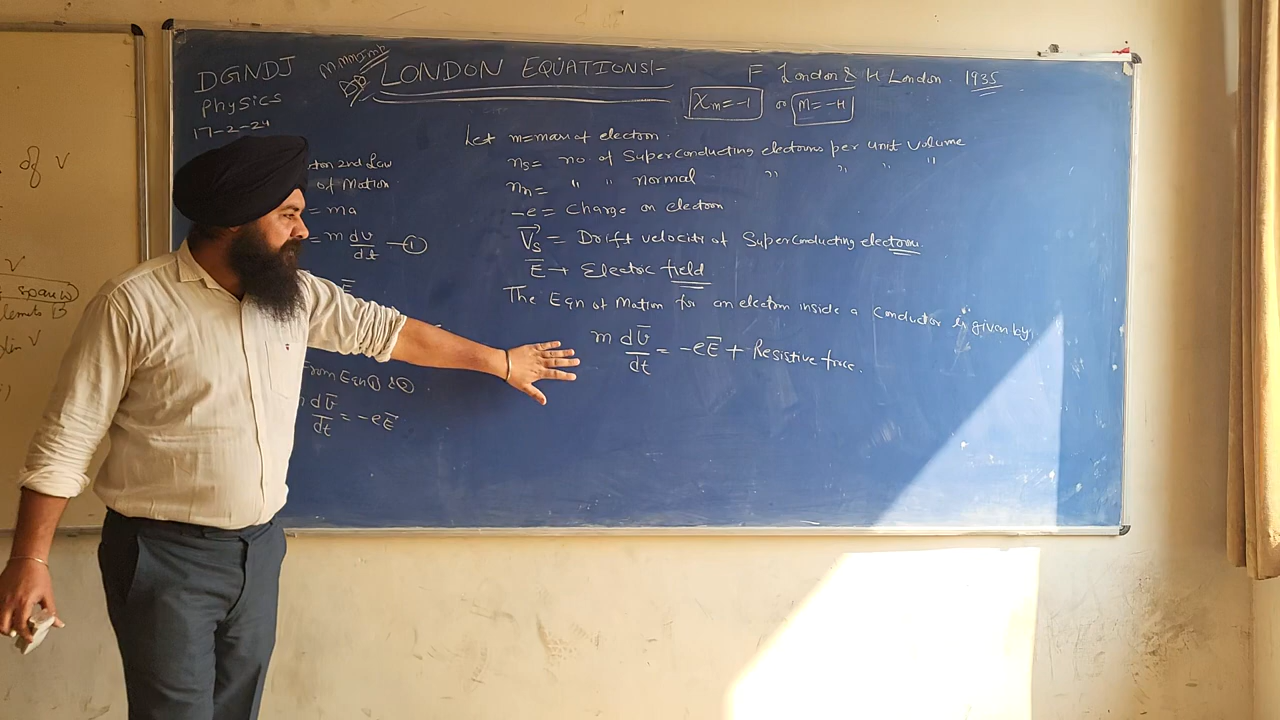 of V
V
Lin V
DGNDJ
Physics
17-2-24
LONDON EQUATIONS:-
F London & H London. 1935
χm=-1 or M=-H
2nd Law
of Motion
= ma
= m dv/dt —①
E
From Eqn ① & ②
dv̅/dt = -eE̅
Let m=mass of electron.
ns= no. of Superconducting electrons per unit volume
nn= " " normal " " " "
-e = Charge on electron
V⃗s = Drift velocity of Superconducting electrons.
E̅ → Electric field
The Eqn of Motion for an electron inside a conductor is given by,
m dv̅/dt = -eE̅ + Resistive force.